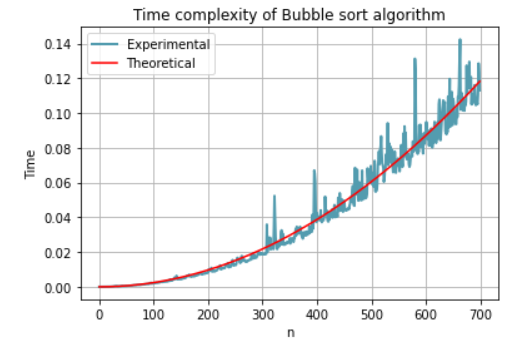 Time complexity of Bubble sort algorithm
Experimental
Theoretical
0.14
0.12
0.10
0.08
0.06
0.04
0.02
0.00
Time
0 100 200 300 400 500 600 700
n